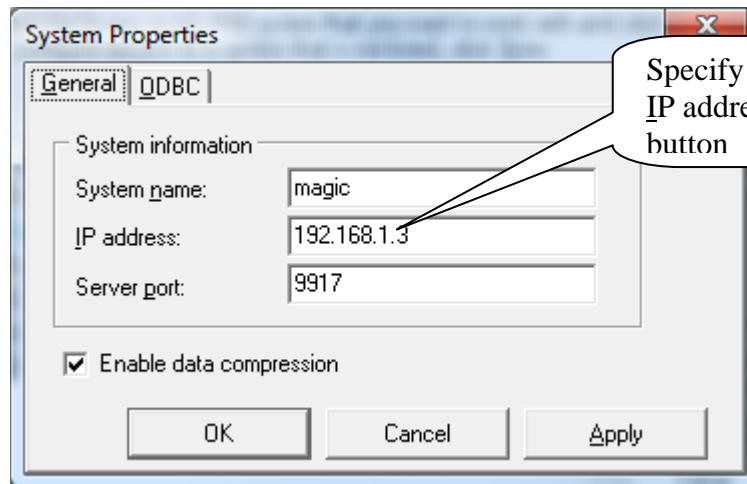 System Properties
General
ODBC
Specify
IP
button
System information
System name:
magic
IP address:
192.168.1.3
Server port:
9917
Enable data compression
OK
Cancel
Apply